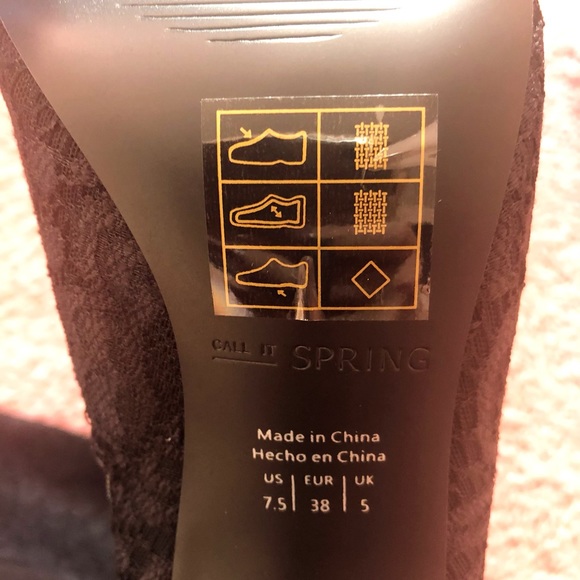 CALL IT SPRING
Made in China
Hecho en China
US EUR UK
7.5 38 5